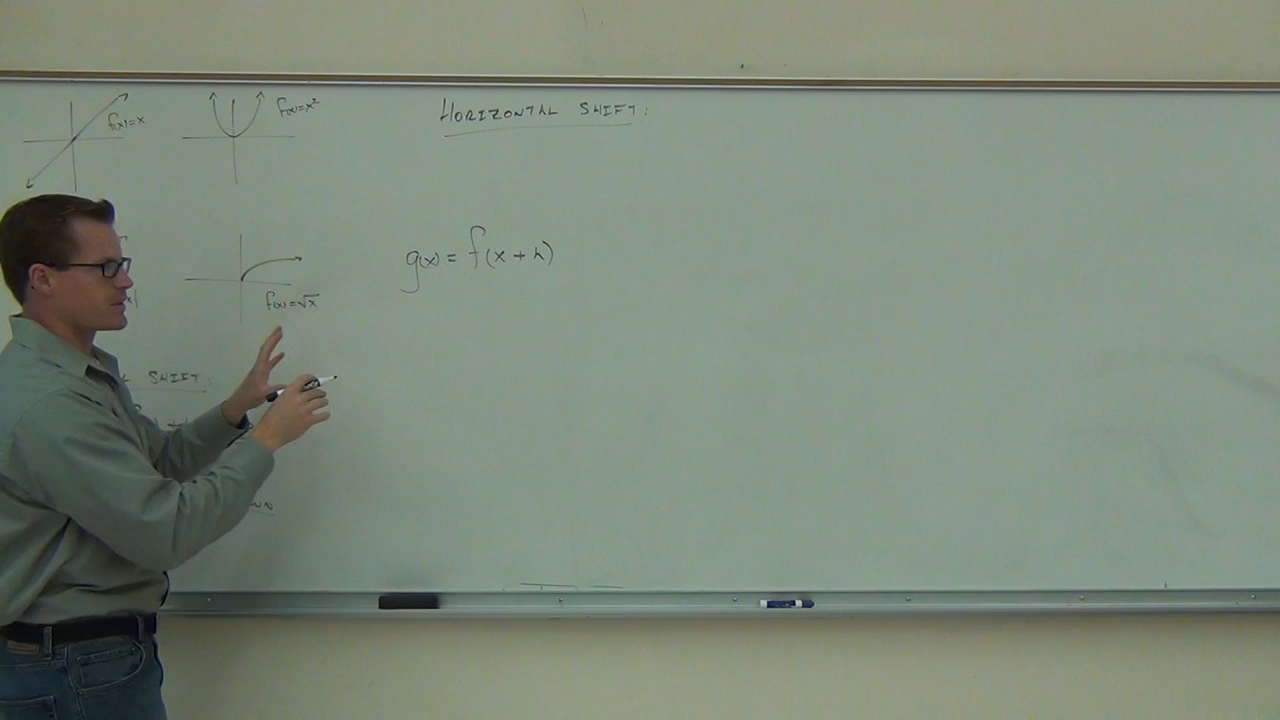 f(x)=x
f(x)=x²
HORIZONTAL SHIFT:
g(x) = f(x+h)
f(x)=√x
SHIFT